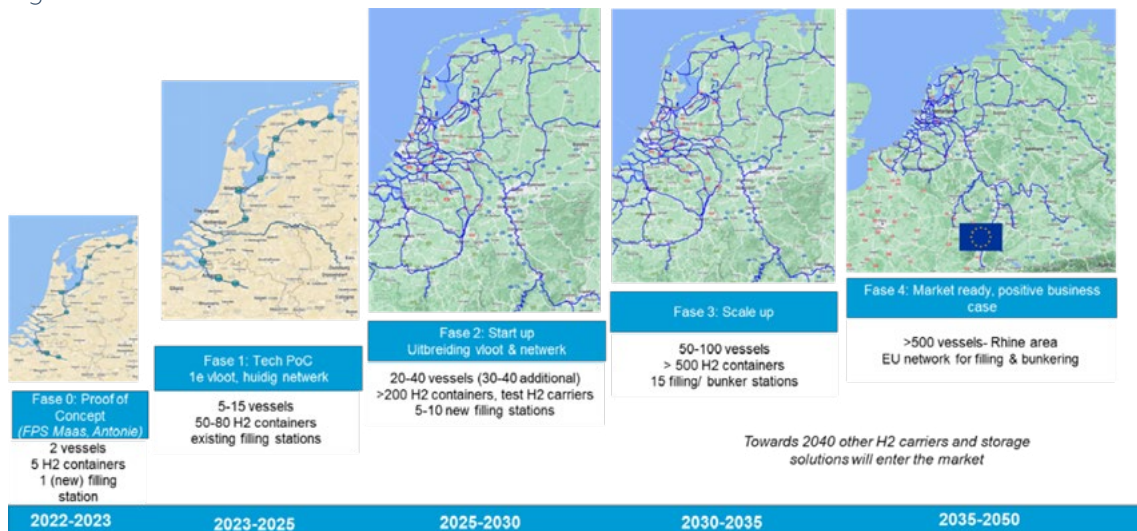 Fase 0: Proof of
Concept
(FPS Maas, Antonie)
2 vessels
5 H2 containers
1 (new) filling
station
2022-2023
Fase 1: Tech PoC
1e vloot, huidig netwerk
5-15 vessels
50-80 H2 containers
existing filling stations
2023-2025
Fase 2: Start up
Uitbreiding vloot & netwerk
20-40 vessels (30-40 additional)
>200 H2 containers, test H2 carriers
5-10 new filling stations
2025-2030
Fase 3: Scale up
50-100 vessels
> 500 H2 containers
15 filling/ bunker stations
2030-2035
Fase 4: Market ready, positive business
case
>500 vessels- Rhine area
EU network for filling & bunkering
Towards 2040 other H2 carriers and storage
solutions will enter the market
2035-2050